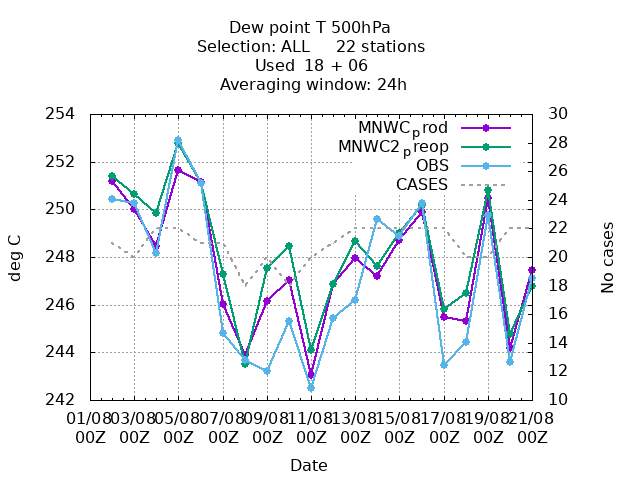 Dew point T 500hPa
Selection: ALL     22 stations
Used  18 + 06
Averaging window: 24h
254
252
250
248
246
244
242
deg C
30
28
26
24
22
20
18
16
14
12
10
No cases
MNWCprod
MNWC2preop
OBS
CASES
01/08 03/08 05/08 07/08 09/08 11/08 13/08 15/08 17/08 19/08 21/08
00Z 00Z 00Z 00Z 00Z 00Z 00Z 00Z 00Z 00Z 00Z
Date